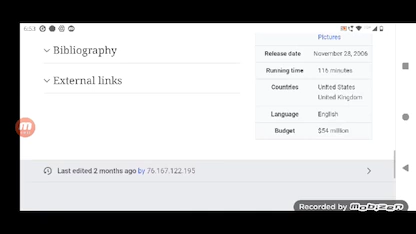 6:53
Bibliography
External links
Pictures
Release date November 28, 2006
Running time 116 minutes
Countries United States
United Kingdom
Language English
Budget $54 million
Last edited 2 months ago by 76.167.122.195
Recorded by Mobizen